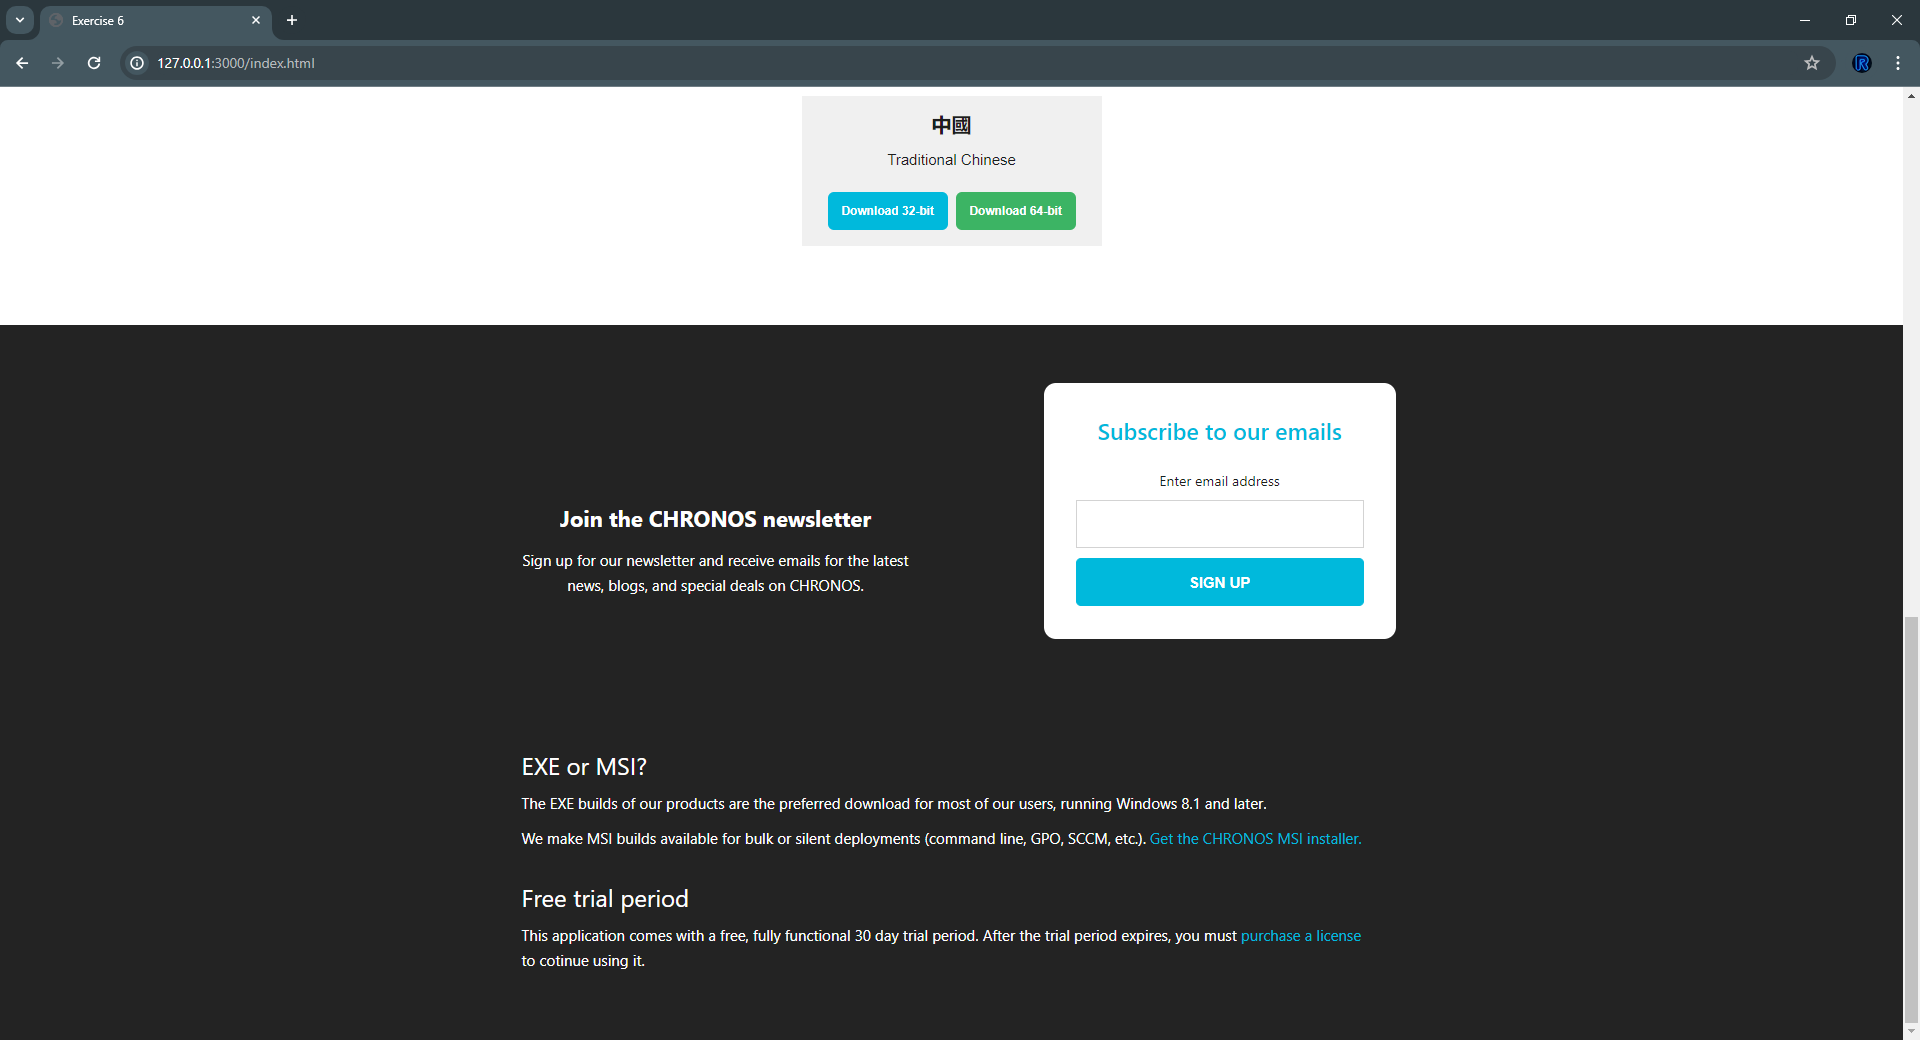 Exercise 6
127.0.0.1:3000/index.html
中國
Traditional Chinese
Download 32-bit
Download 64-bit
Join the CHRONOS newsletter
Sign up for our newsletter and receive emails for the latest
news, blogs, and special deals on CHRONOS.
Subscribe to our emails
Enter email address
SIGN UP
EXE or MSI?
The EXE builds of our products are the preferred download for most of our users, running Windows 8.1 and later.
We make MSI builds available for bulk or silent deployments (command line, GPO, SCCM, etc.). Get the CHRONOS MSI installer.
Free trial period
This application comes with a free, fully functional 30 day trial period. After the trial period expires, you must purchase a license
to cotinue using it.